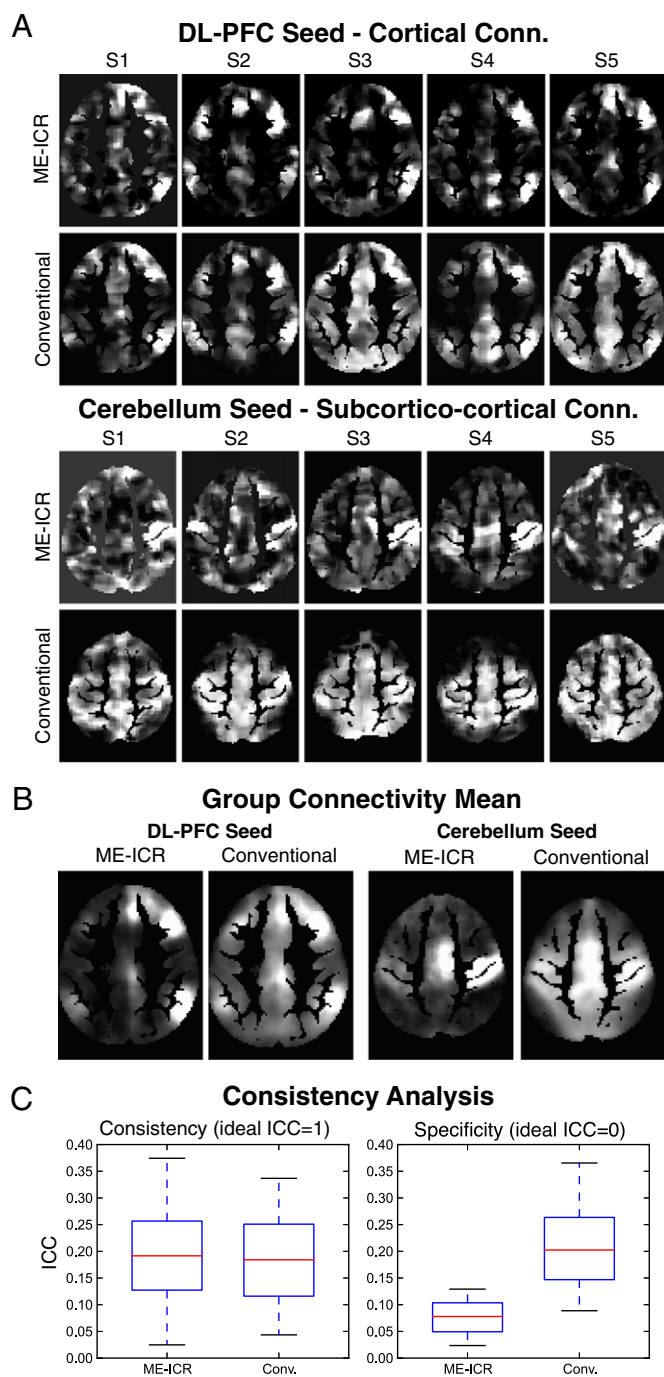 A
DL-PFC Seed - Cortical Conn.
S1 S2 S3 S4 S5
ME-ICR
Conventional
Cerebellum Seed - Subcortico-cortical Conn.
S1 S2 S3 S4 S5
ME-ICR
Conventional
B
Group Connectivity Mean
DL-PFC Seed Cerebellum Seed
ME-ICR Conventional ME-ICR Conventional
C
Consistency Analysis
Consistency (ideal ICC=1) Specificity (ideal ICC=0)
0.40 0.40
0.35 0.35
0.30 0.30
0.25 0.25
ICC
0.20 0.20
0.15 0.15
0.10 0.10
0.05 0.05
0.00 0.00
ME-ICR Conv. ME-ICR Conv.